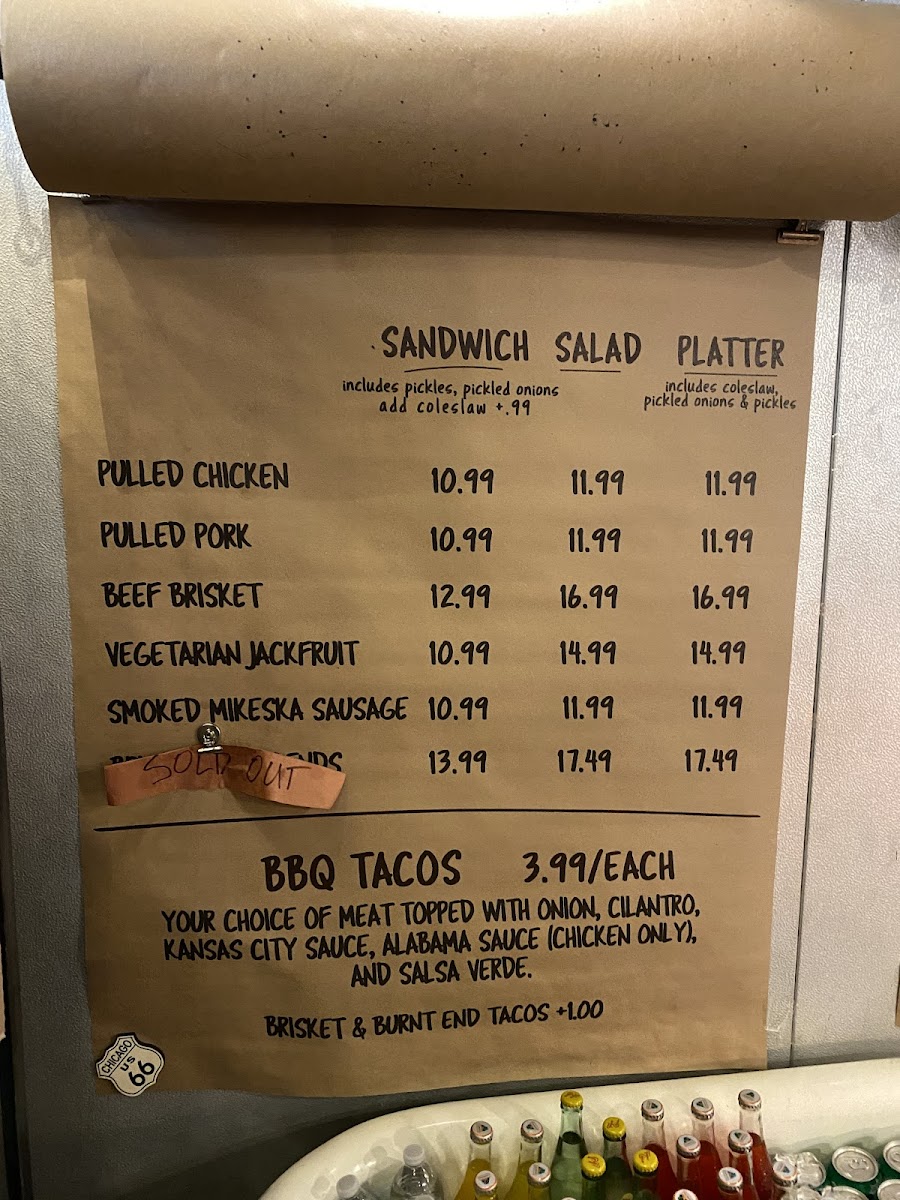 SANDWICH SALAD PLATTER
includes pickles, pickled onions
add coleslaw +.99
includes coleslaw,
pickled onions & pickles
PULLED CHICKEN 10.99 11.99 11.99
PULLED PORK 10.99 11.99 11.99
BEEF BRISKET 12.99 16.99 16.99
VEGETARIAN JACKFRUIT 10.99 14.99 14.99
SMOKED MIKESKA SAUSAGE 10.99 11.99 11.99
SOLD OUT 13.99 17.49 17.49
BBQ TACOS 3.99/EACH
YOUR CHOICE OF MEAT TOPPED WITH ONION, CILANTRO,
KANSAS CITY SAUCE, ALABAMA SAUCE (CHICKEN ONLY),
AND SALSA VERDE.
BRISKET & BURNT END TACOS +1.00
CHICAGO
US
66